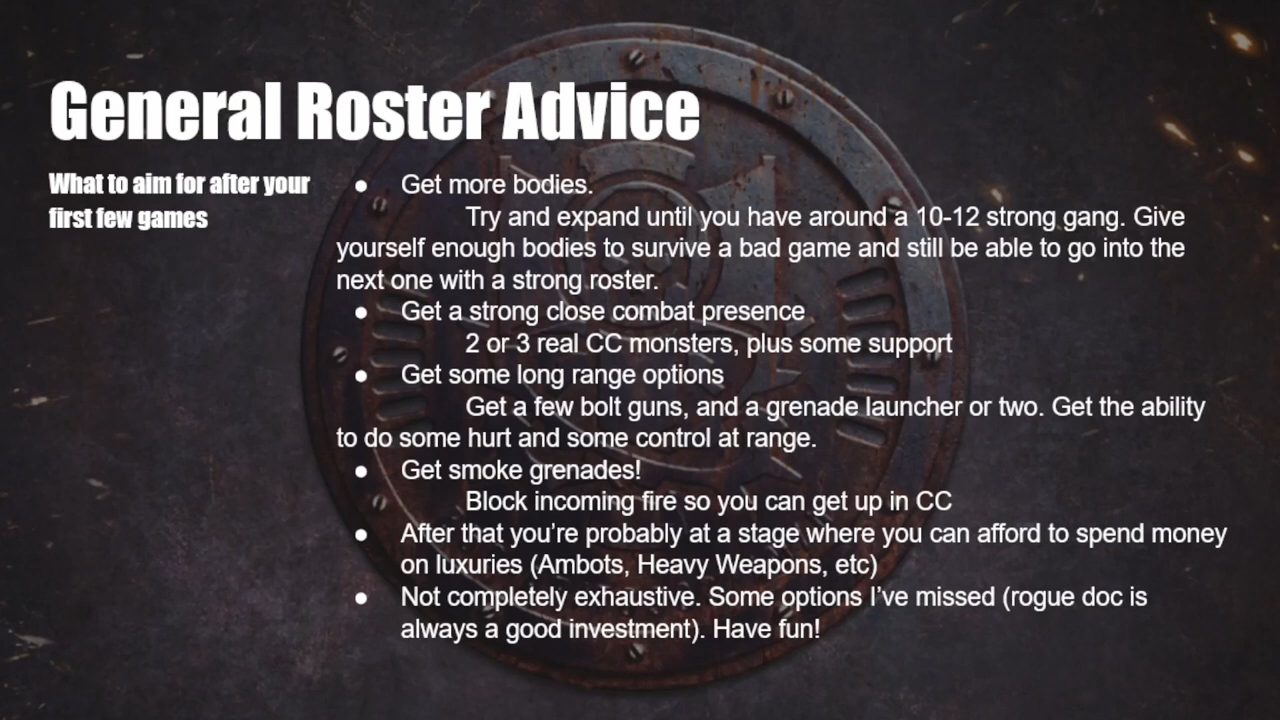 General Roster Advice
What to aim for after your
first few games
● Get more bodies.
Try and expand until you have around a 10-12 strong gang. Give
yourself enough bodies to survive a bad game and still be able to go into the
next one with a strong roster.
● Get a strong close combat presence
2 or 3 real CC monsters, plus some support
● Get some long range options
Get a few bolt guns, and a grenade launcher or two. Get the ability
to do some hurt and some control at range.
● Get smoke grenades!
Block incoming fire so you can get up in CC
● After that you’re probably at a stage where you can afford to spend money
on luxuries (Ambots, Heavy Weapons, etc)
● Not completely exhaustive. Some options I’ve missed (rogue doc is
always a good investment). Have fun!